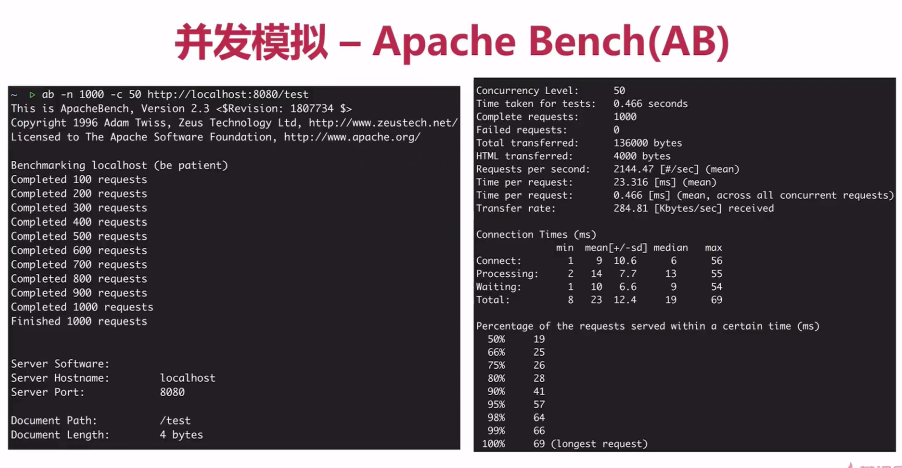 并发模拟 – Apache Bench(AB)
~ ▷ ab -n 1000 -c 50 http://localhost:8080/test
This is ApacheBench, Version 2.3 <$Revision: 1807734 $>
Copyright 1996 Adam Twiss, Zeus Technology Ltd, http://www.zeustech.net/
Licensed to The Apache Software Foundation, http://www.apache.org/
Benchmarking localhost (be patient)
Completed 100 requests
Completed 200 requests
Completed 300 requests
Completed 400 requests
Completed 500 requests
Completed 600 requests
Completed 700 requests
Completed 800 requests
Completed 900 requests
Completed 1000 requests
Finished 1000 requests
Server Software:
Server Hostname: localhost
Server Port: 8080
Document Path: /test
Document Length: 4 bytes
Concurrency Level: 50
Time taken for tests: 0.466 seconds
Complete requests: 1000
Failed requests: 0
Total transferred: 136000 bytes
HTML transferred: 4000 bytes
Requests per second: 2144.47 [#/sec] (mean)
Time per request: 23.316 [ms] (mean)
Time per request: 0.466 [ms] (mean, across all concurrent requests)
Transfer rate: 284.81 [Kbytes/sec] received
Connection Times (ms)
min mean[+/-sd] median max
Connect: 1 9 10.6 6 56
Processing: 2 14 7.7 13 55
Waiting: 1 10 6.6 9 54
Total: 8 23 12.4 19 69
Percentage of the requests served within a certain time (ms)
50% 19
66% 25
75% 26
80% 28
90% 41
95% 57
98% 64
99% 66
100% 69 (longest request)